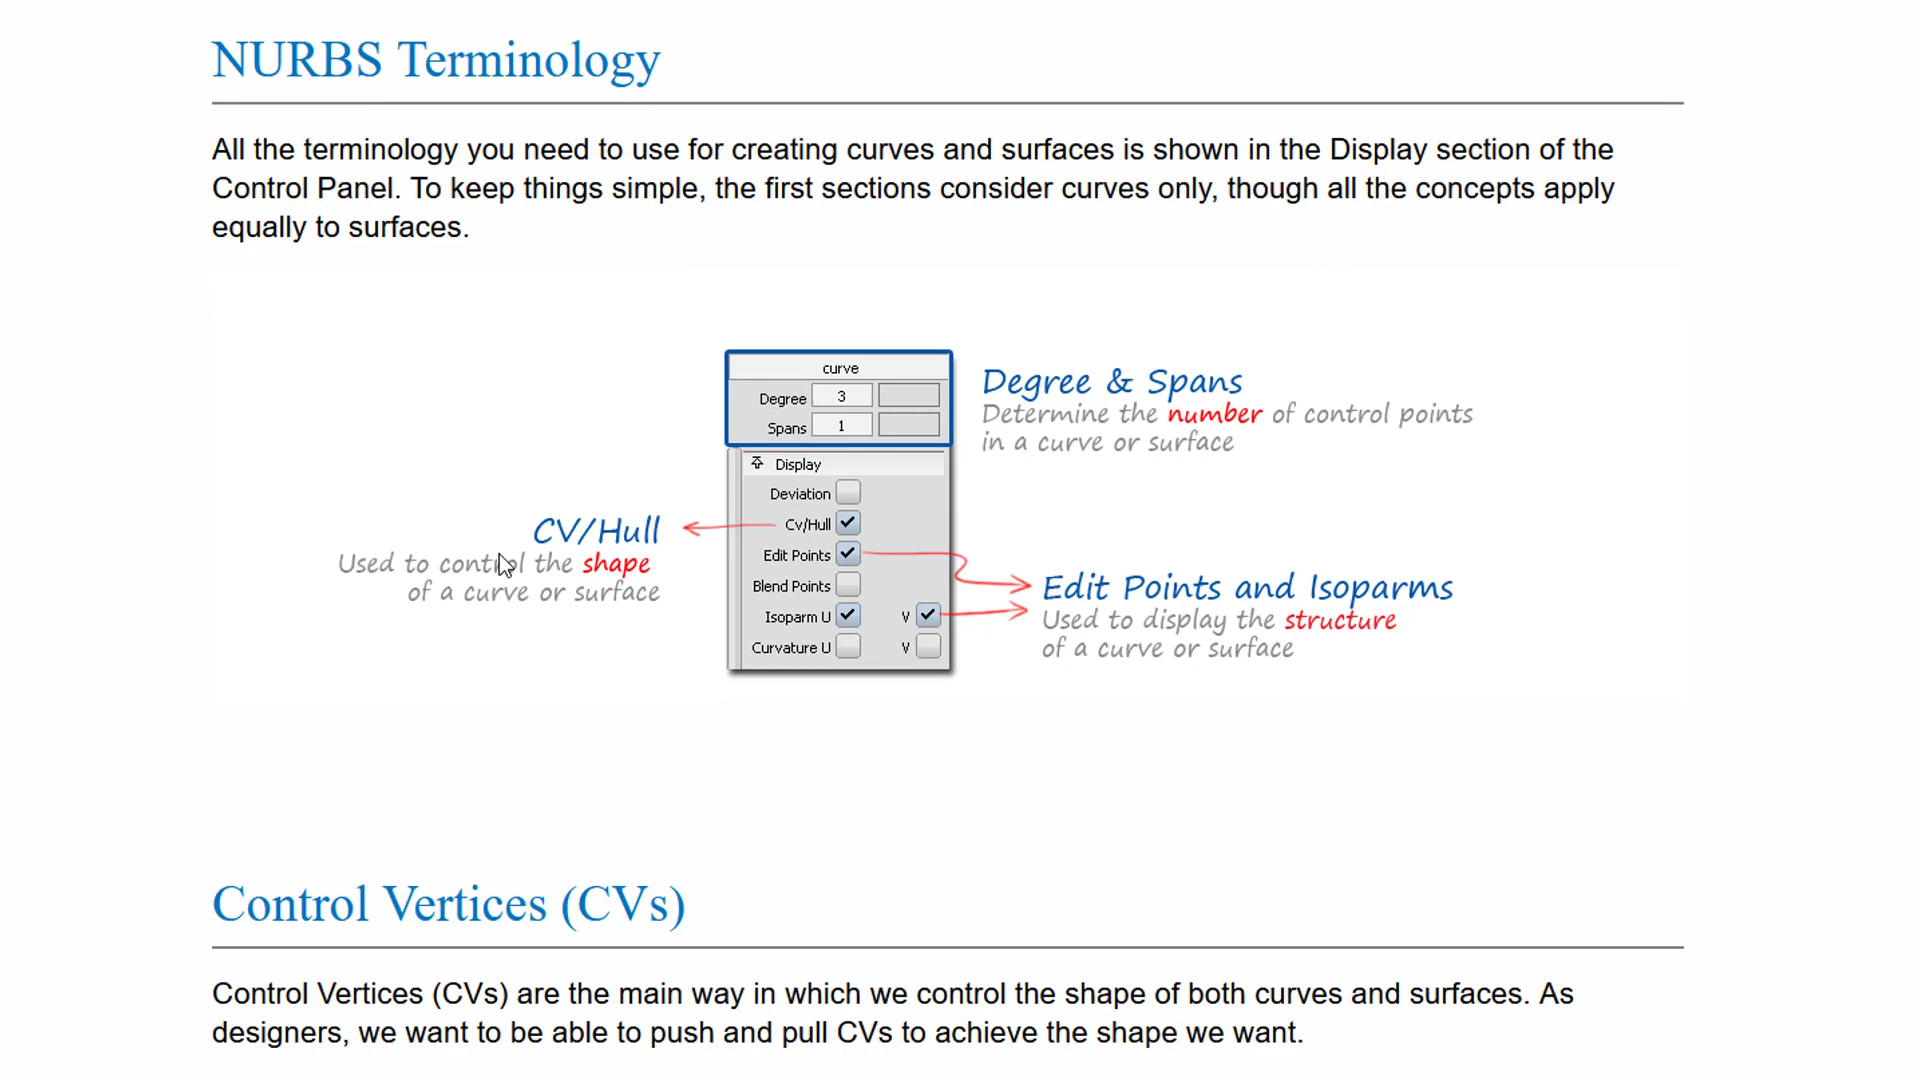 NURBS Terminology
All the terminology you need to use for creating curves and surfaces is shown in the Display section of the
Control Panel. To keep things simple, the first sections consider curves only, though all the concepts apply
equally to surfaces.
curve
Degree 3
Spans 1
Degree & Spans
Determine the number of control points
in a curve or surface
Display
Deviation
Cv/Hull
Edit Points
Blend Points
Isoparm U V
Curvature U V
CV/Hull
Used to control the shape
of a curve or surface
Edit Points and Isoparms
Used to display the structure
of a curve or surface
Control Vertices (CVs)
Control Vertices (CVs) are the main way in which we control the shape of both curves and surfaces. As
designers, we want to be able to push and pull CVs to achieve the shape we want.